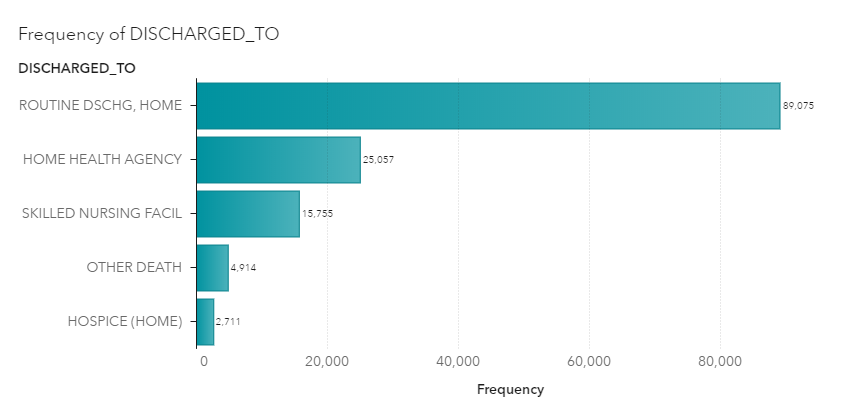 Frequency of DISCHARGED_TO
DISCHARGED_TO
ROUTINE DSCHG, HOME 89,075
HOME HEALTH AGENCY 25,057
SKILLED NURSING FACIL 15,755
OTHER DEATH 4,914
HOSPICE (HOME) 2,711
0 20,000 40,000 60,000 80,000
Frequency